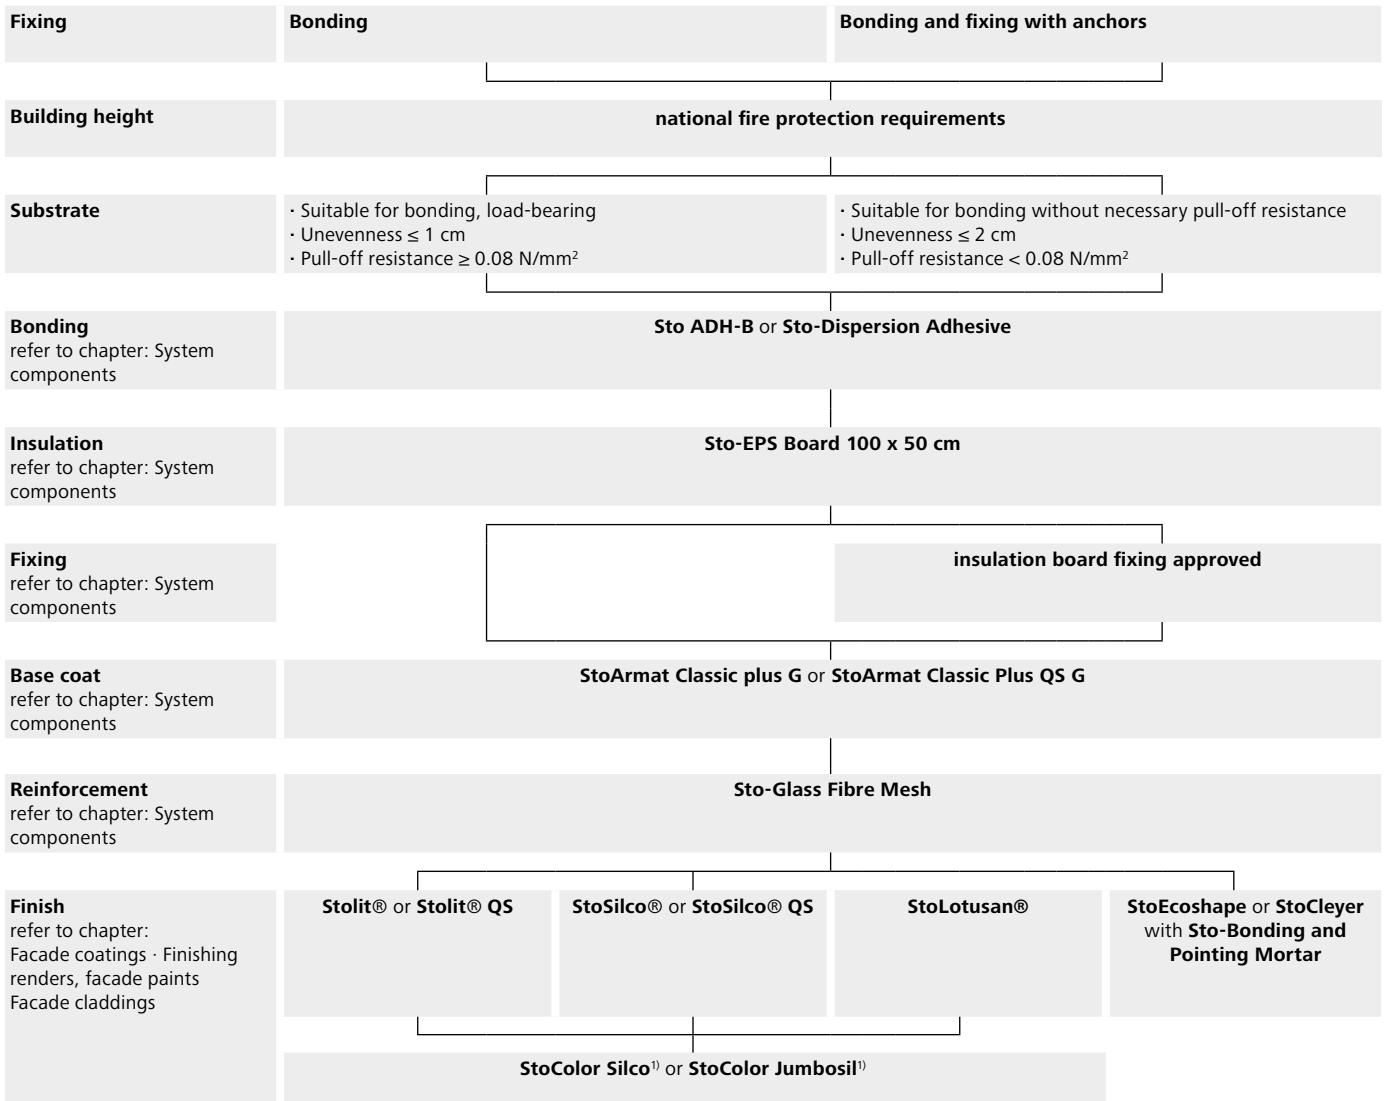 Fixing
Bonding
Bonding and fixing with anchors
Building height
national fire protection requirements
Substrate
· Suitable for bonding, load-bearing
· Unevenness ≤ 1 cm
· Pull-off resistance ≥ 0.08 N/mm²
· Suitable for bonding without necessary pull-off resistance
· Unevenness ≤ 2 cm
· Pull-off resistance < 0.08 N/mm²
Bonding
refer to chapter: System
components
Sto ADH-B or Sto-Dispersion Adhesive
Insulation
refer to chapter: System
components
Sto-EPS Board 100 x 50 cm
Fixing
refer to chapter: System
components
insulation board fixing approved
Base coat
refer to chapter: System
components
StoArmat Classic plus G or StoArmat Classic Plus QS G
Reinforcement
refer to chapter: System
components
Sto-Glass Fibre Mesh
Finish
refer to chapter:
Facade coatings · Finishing
renders, facade paints
Facade claddings
Stolit® or Stolit® QS
StoSilco® or StoSilco® QS
StoLotusan®
StoEcoshape or StoCleyer
with Sto-Bonding and
Pointing Mortar
StoColor Silco¹⁾ or StoColor Jumbosil¹⁾